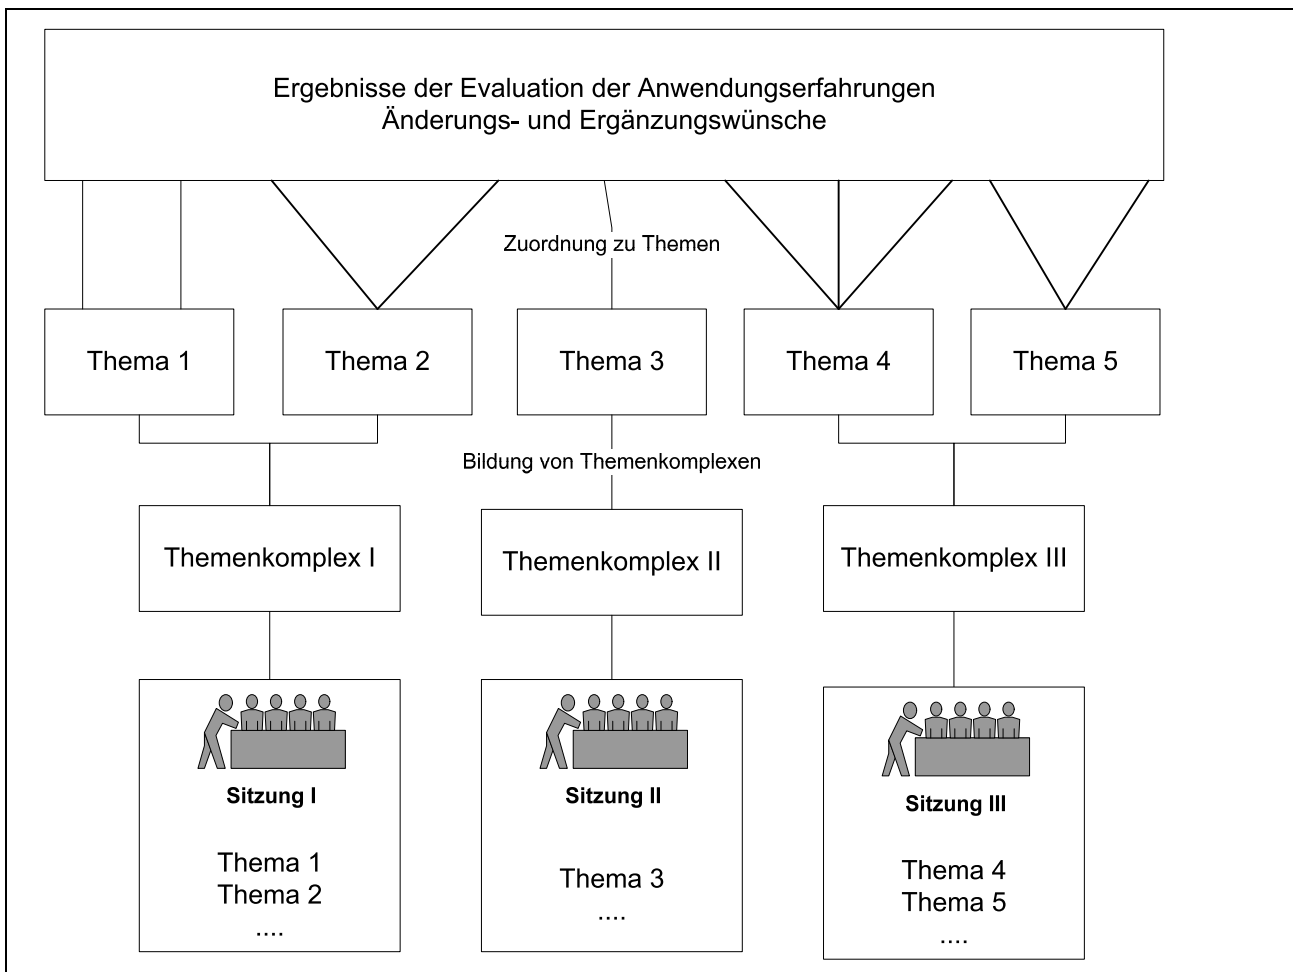 Ergebnisse der Evaluation der Anwendungserfahrungen
Änderungs- und Ergänzungswünsche
Zuordnung zu Themen
Thema 1
Thema 2
Thema 3
Thema 4
Thema 5
Bildung von Themenkomplexen
Themenkomplex I
Themenkomplex II
Themenkomplex III
Sitzung I
Thema 1
Thema 2
....
Sitzung II
Thema 3
....
Sitzung III
Thema 4
Thema 5
....